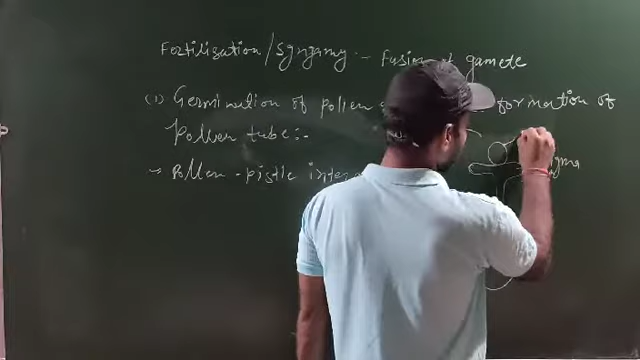 Fertilization/Syngamy :- Fusion of gamete
(1) Germination of pollen formation of
Pollen tube :-
→ Pollen - pistle